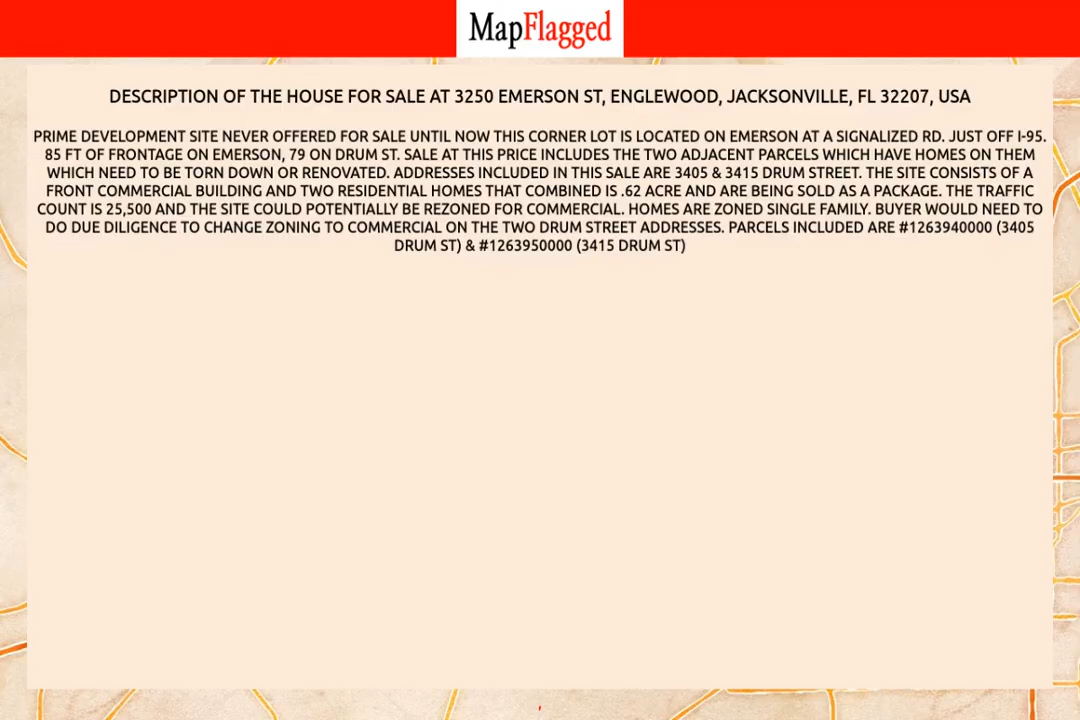 MapFlagged
DESCRIPTION OF THE HOUSE FOR SALE AT 3250 EMERSON ST, ENGLEWOOD, JACKSONVILLE, FL 32207, USA
PRIME DEVELOPMENT SITE NEVER OFFERED FOR SALE UNTIL NOW THIS CORNER LOT IS LOCATED ON EMERSON AT A SIGNALIZED RD. JUST OFF I-95.
85 FT OF FRONTAGE ON EMERSON, 79 ON DRUM ST. SALE AT THIS PRICE INCLUDES THE TWO ADJACENT PARCELS WHICH HAVE HOMES ON THEM
WHICH NEED TO BE TORN DOWN OR RENOVATED. ADDRESSES INCLUDED IN THIS SALE ARE 3405 & 3415 DRUM STREET. THE SITE CONSISTS OF A
FRONT COMMERCIAL BUILDING AND TWO RESIDENTIAL HOMES THAT COMBINED IS .62 ACRE AND ARE BEING SOLD AS A PACKAGE. THE TRAFFIC
COUNT IS 25,500 AND THE SITE COULD POTENTIALLY BE REZONED FOR COMMERCIAL. HOMES ARE ZONED SINGLE FAMILY. BUYER WOULD NEED TO
DO DUE DILIGENCE TO CHANGE ZONING TO COMMERCIAL ON THE TWO DRUM STREET ADDRESSES. PARCELS INCLUDED ARE #1263940000 (3405
DRUM ST) & #1263950000 (3415 DRUM ST)